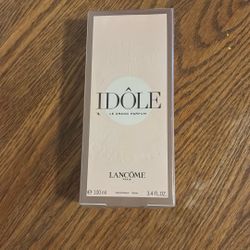 IDÔLE
LE GRAND PARFUM
LANCÔME
PARIS
e 100 ml 3.4 FL.OZ.